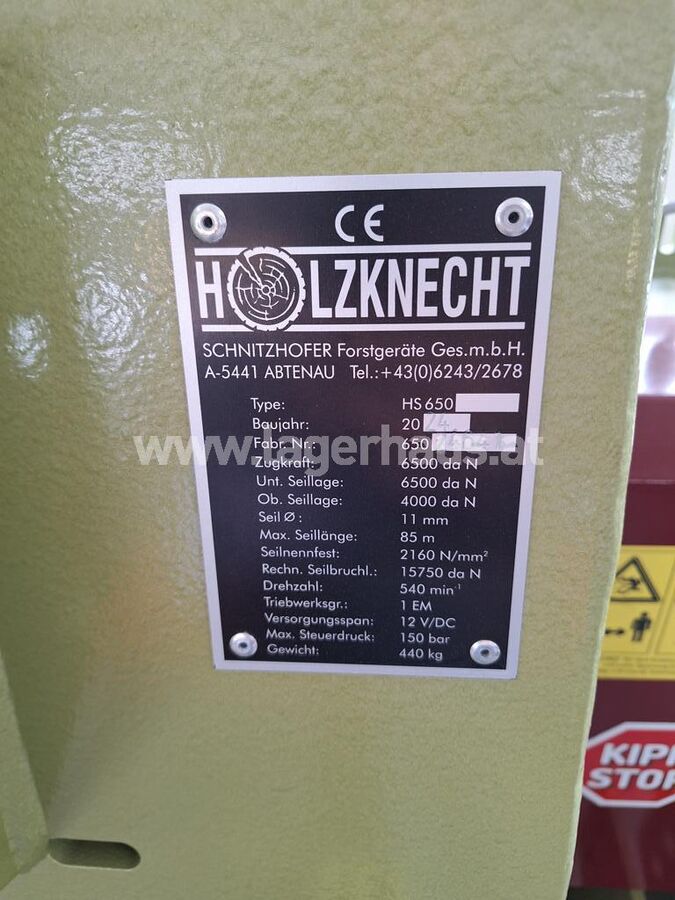 CE
HOLZKNECHT
SCHNITZHOFER Forstgeräte Ges.m.b.H.
A-5441 ABTENAU Tel.:+43(0)6243/2678
Type: HS 650
Baujahr: 20
Fabr. Nr.: 650
Zugkraft: 6500 da N
Unt. Seillage: 6500 da N
Ob. Seillage: 4000 da N
Seil Ø : 11 mm
Max. Seillänge: 85 m
Seilnennfest.: 2160 N/mm²
Rechn. Seilbruchl.: 15750 da N
Drehzahl: 540 min⁻¹
Triebwerksgr.: 1 EM
Versorgungsspan: 12 V/DC
Max. Steuerdruck: 150 bar
Gewicht: 440 kg
www.lagerhaus.at
KIPP
STOP